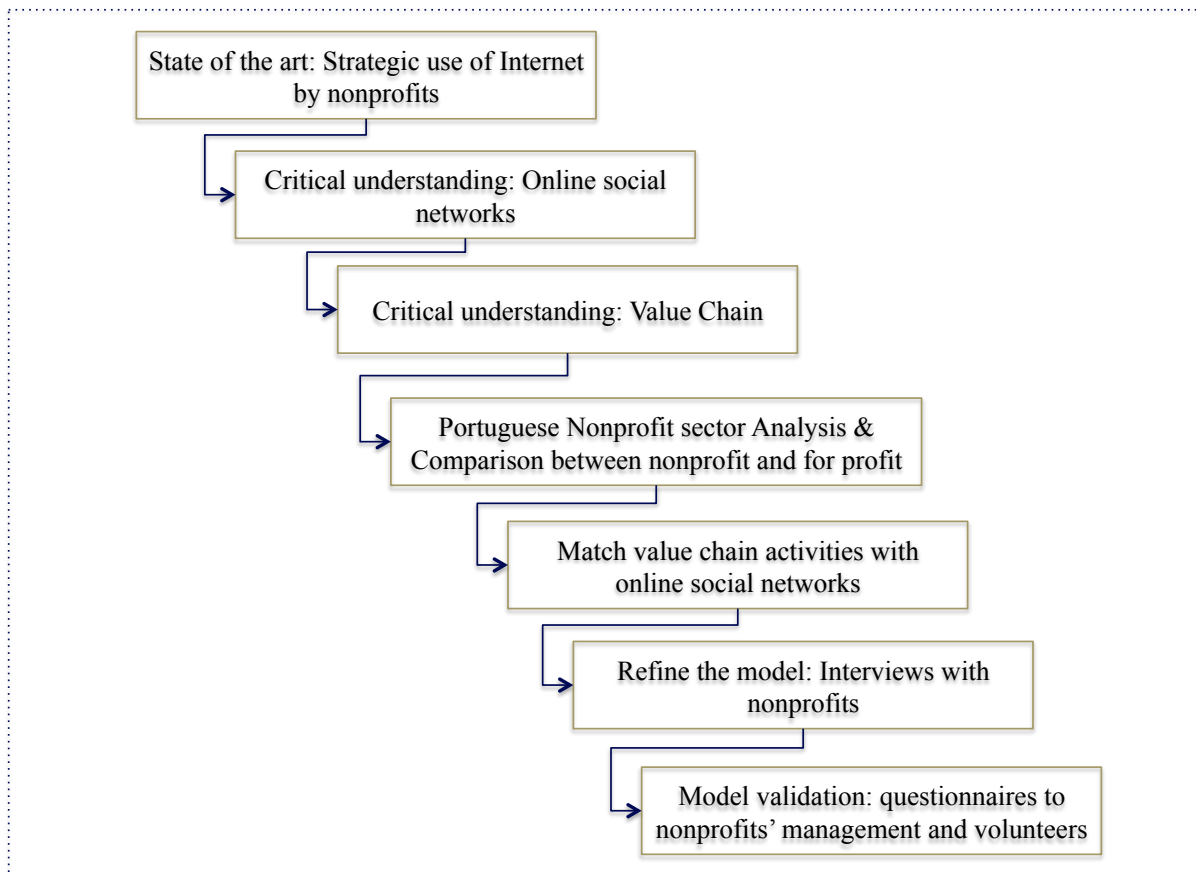 State of the art: Strategic use of Internet
by nonprofits
Critical understanding: Online social
networks
Critical understanding: Value Chain
Portuguese Nonprofit sector Analysis &
Comparison between nonprofit and for profit
Match value chain activities with
online social networks
Refine the model: Interviews with
nonprofits
Model validation: questionnaires to
nonprofits’ management and volunteers